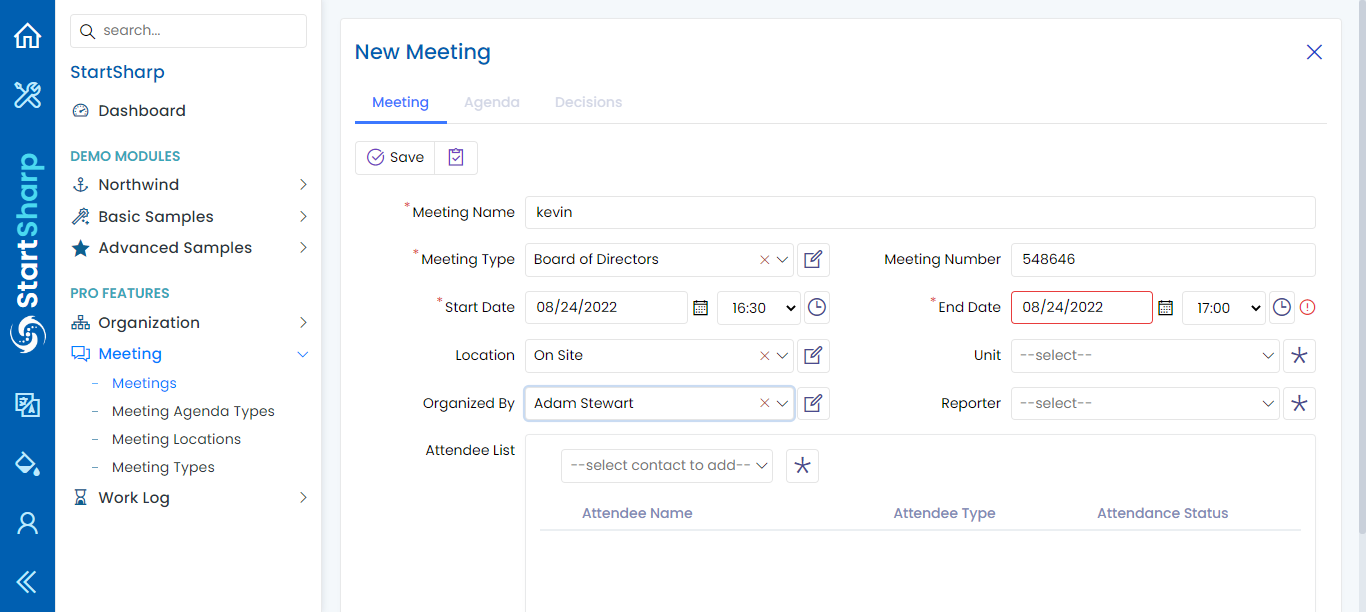 search...
StartSharp
Dashboard
DEMO MODULES
Northwind
Basic Samples
Advanced Samples
PRO FEATURES
Organization
Meeting
Meetings
Meeting Agenda Types
Meeting Locations
Meeting Types
Work Log
StartSharp
New Meeting
Meeting Agenda Decisions
Save
*Meeting Name kevin
*Meeting Type Board of Directors Meeting Number 548646
*Start Date 08/24/2022 16:30 *End Date 08/24/2022 17:00
Location On Site Unit --select--
Organized By Adam Stewart Reporter --select--
Attendee List --select contact to add--
Attendee Name Attendee Type Attendance Status